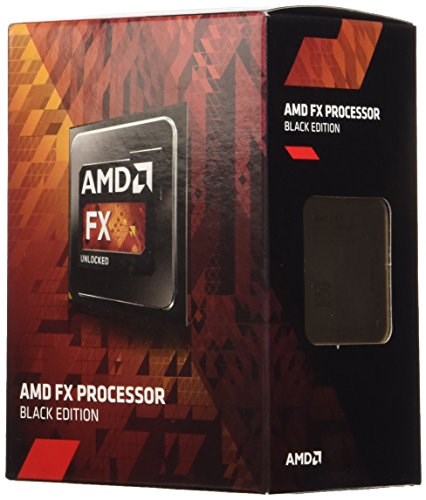 AMD
FX
UNLOCKED
AMD FX PROCESSOR
BLACK EDITION
AMD FX PROCESSOR
BLACK EDITION
AMD